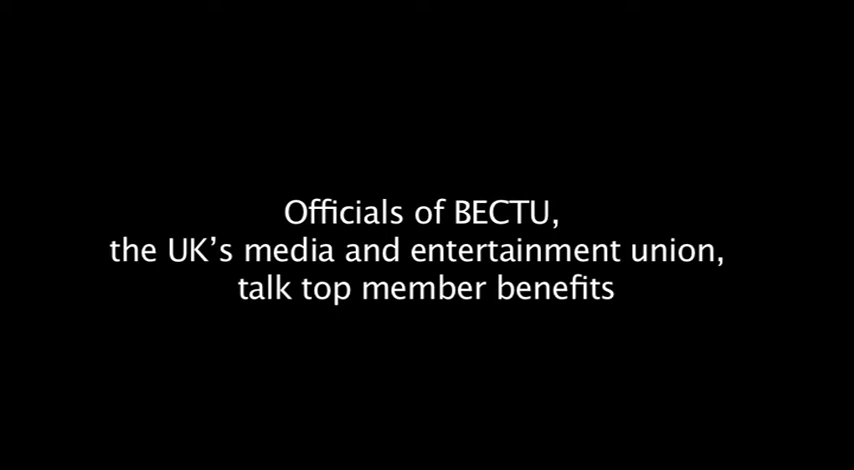 Officials of BECTU,
the UK’s media and entertainment union,
talk top member benefits